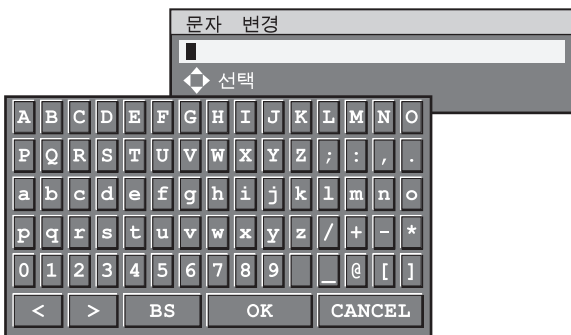 문자 변경
선택
A B C D E F G H I J K L M N O
P Q R S T U V W X Y Z ; : , .
a b c d e f g h i j k l m n o
p q r s t u v w x y z / + - *
0 1 2 3 4 5 6 7 8 9 _ @ [ ]
< > BS OK CANCEL